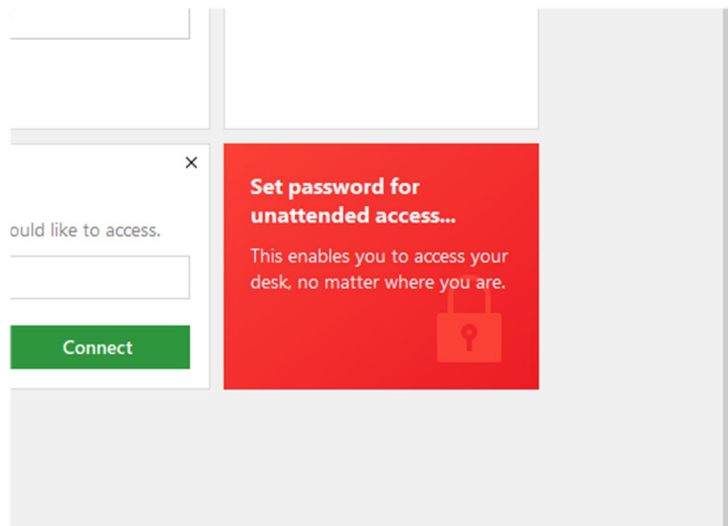 ould like to access.
Connect
Set password for
unattended access...
This enables you to access your
desk, no matter where you are.